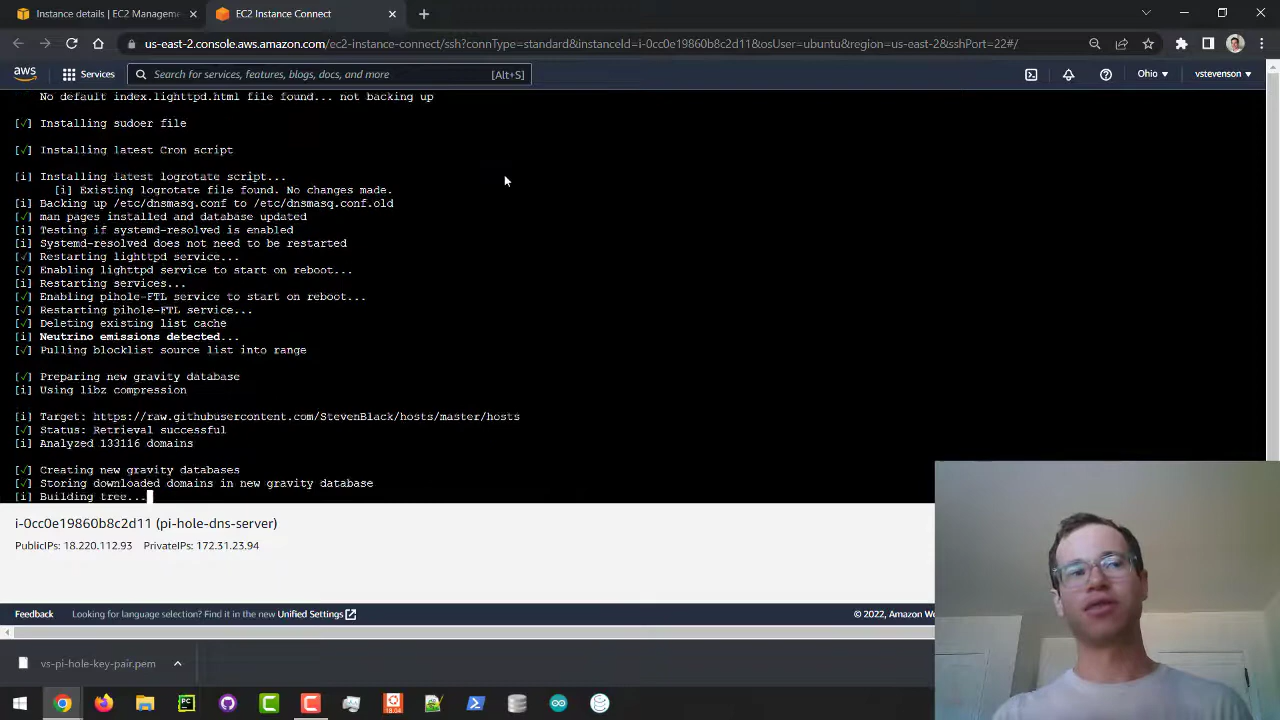 Instance details | EC2 Manageme
EC2 Instance Connect
us-east-2.console.aws.amazon.com/ec2-instance-connect/ssh?connType=standard&instanceId=i-0cc0e19860b8c2d11&osUser=ubuntu&region=us-east-2&sshPort=22#/
aws
Services
Search for services, features, blogs, docs, and more
[Alt+S]
Ohio
vstevenson
No default index.lighttpd.html file found... not backing up
[✓] Installing sudoer file
[✓] Installing latest Cron script
[i] Installing latest logrotate script...
[i] Existing logrotate file found. No changes made.
[i] Backing up /etc/dnsmasq.conf to /etc/dnsmasq.conf.old
[✓] man pages installed and database updated
[i] Testing if systemd-resolved is enabled
[i] Systemd-resolved does not need to be restarted
[✓] Restarting lighttpd service...
[✓] Enabling lighttpd service to start on reboot...
[i] Restarting services...
[✓] Enabling pihole-FTL service to start on reboot...
[✓] Restarting pihole-FTL service...
[✓] Deleting existing list cache
[i] Neutrino emissions detected...
[✓] Pulling blocklist source list into range
[✓] Preparing new gravity database
[i] Using libz compression
[i] Target: https://raw.githubusercontent.com/StevenBlack/hosts/master/hosts
[✓] Status: Retrieval successful
[i] Analyzed 133116 domains
[✓] Creating new gravity databases
[✓] Storing downloaded domains in new gravity database
[i] Building tree...
i-0cc0e19860b8c2d11 (pi-hole-dns-server)
PublicIPs: 18.220.112.93 PrivateIPs: 172.31.23.94
Feedback
Looking for language selection? Find it in the new Unified Settings
© 2022, Amazon We
vs-pi-hole-key-pair.pem
PC
C
C
18.04